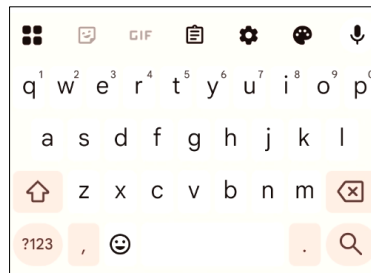 GIF
q1 w2 e3 r4 t5 y6 u7 i8 o9 p0
a s d f g h j k l
z x c v b n m
?123 , .